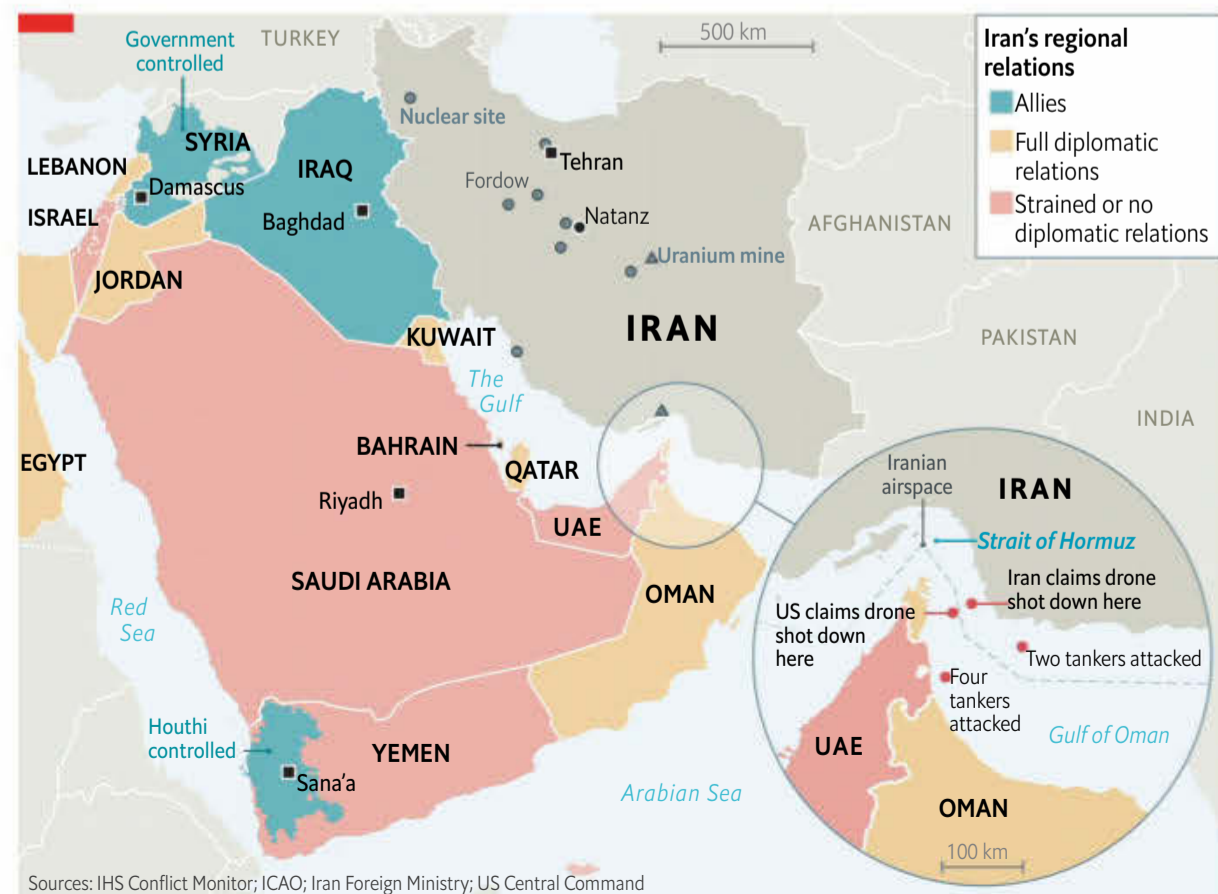 TURKEY
Government
controlled
500 km
Iran's regional
relations
Allies
Full diplomatic
relations
Strained or no
diplomatic relations
Nuclear site
SYRIA
LEBANON
Damascus
IRAQ
Tehran
Fordow
ISRAEL
Baghdad
Natanz
AFGHANISTAN
Uranium mine
JORDAN
IRAN
KUWAIT
PAKISTAN
The
Gulf
INDIA
BAHRAIN
EGYPT
QATAR
Riyadh
UAE
SAUDI ARABIA
OMAN
Red
Sea
Houthi
controlled
YEMEN
Sana'a
Arabian Sea
Iranian
airspace
IRAN
Strait of Hormuz
Iran claims drone
shot down here
US claims drone
shot down
here
Two tankers attacked
Four
tankers
attacked
Gulf of Oman
UAE
OMAN
100 km
Sources: IHS Conflict Monitor; ICAO; Iran Foreign Ministry; US Central Command